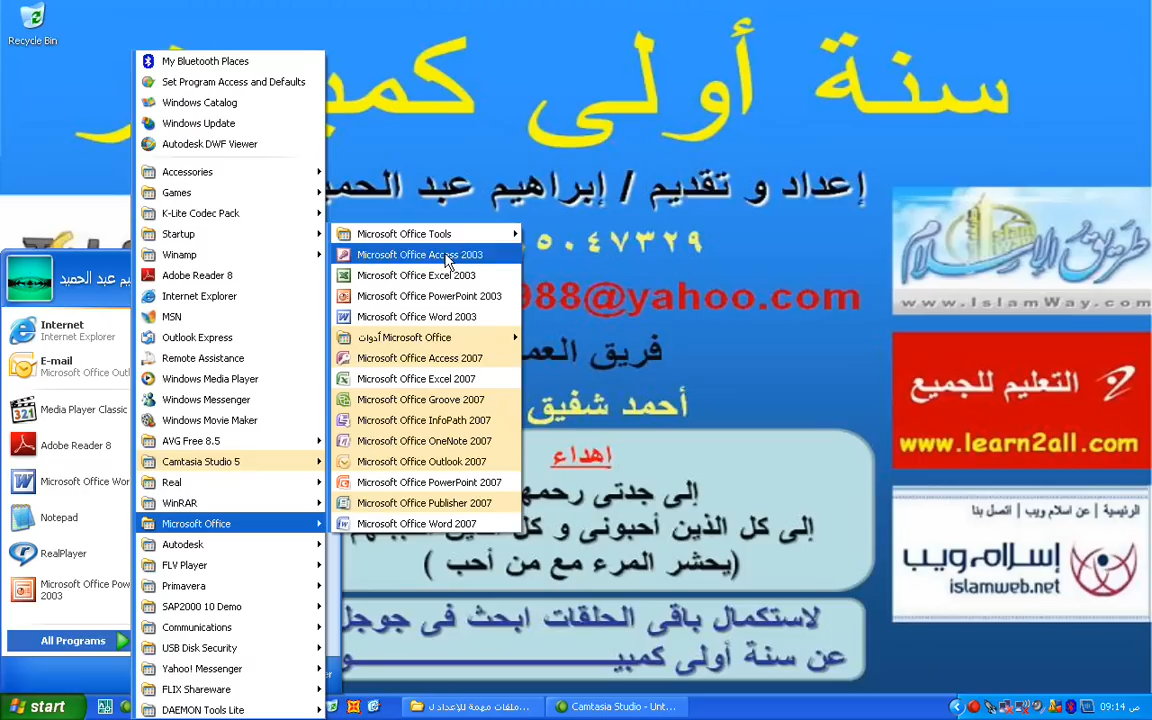 Recycle Bin
سنة أولى
إعداد و تقديم / إبراهيم عبد الحميد
٠٥٠٤٧٣٢٩
988@yahoo.com
فريق العمل
أحمد شفيق
إهداء
إلى جدتى
إلى كل الذين أحبونى و كل
(يحشر المرء مع من أحب )
لاستكمال باقى الحلقات ابحث فى جوجل
عن سنة أولى كمبيـ
طريق الإسلام
www.IslamWay.com
التعليم للجميع
www.learn2all.com
الرئيسية | عن اسلام ويب | اتصل بنا
إسلام ويب
islamweb.net
My Bluetooth Places
Set Program Access and Defaults
Windows Catalog
Windows Update
Autodesk DWF Viewer
Accessories
Games
K-Lite Codec Pack
Startup
Winamp
Adobe Reader 8
Internet Explorer
MSN
Outlook Express
Remote Assistance
Windows Media Player
Windows Messenger
Windows Movie Maker
AVG Free 8.5
Camtasia Studio 5
Real
WinRAR
Microsoft Office
Autodesk
FLV Player
Primavera
SAP2000 10 Demo
Communications
USB Disk Security
Yahoo! Messenger
FLIX Shareware
DAEMON Tools Lite
Microsoft Office Tools
Microsoft Office Access 2003
Microsoft Office Excel 2003
Microsoft Office PowerPoint 2003
Microsoft Office Word 2003
أدوات Microsoft Office
Microsoft Office Access 2007
Microsoft Office Excel 2007
Microsoft Office Groove 2007
Microsoft Office InfoPath 2007
Microsoft Office OneNote 2007
Microsoft Office Outlook 2007
Microsoft Office PowerPoint 2007
Microsoft Office Publisher 2007
Microsoft Office Word 2007
عبد الحميد
Internet
Internet Explorer
E-mail
Microsoft Office Outl
Media Player Classic
Adobe Reader 8
Microsoft Office Wor
Notepad
RealPlayer
Microsoft Office Pow
2003
All Programs
start
ملفات مهمة للإعداد ل...
Camtasia Studio - Unt...
09:14 ص